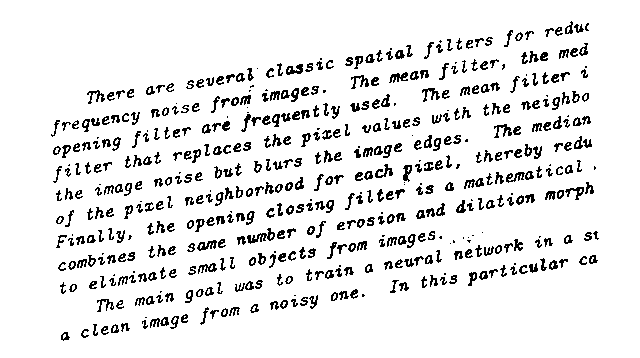 There are several classic spatial filters for reduc
frequency noise from images. The mean filter, the med
opening filter are frequently used. The mean filter i
filter that replaces the pixel values with the neighbo
the image noise but blurs the image edges. The median
of the pixel neighborhood for each pixel, thereby redu
Finally, the opening closing filter is a mathematical
combines the same number of erosion and dilation morph
to eliminate small objects from images.
The main goal was to train a neural network in a st
a clean image from a noisy one. In this particular ca